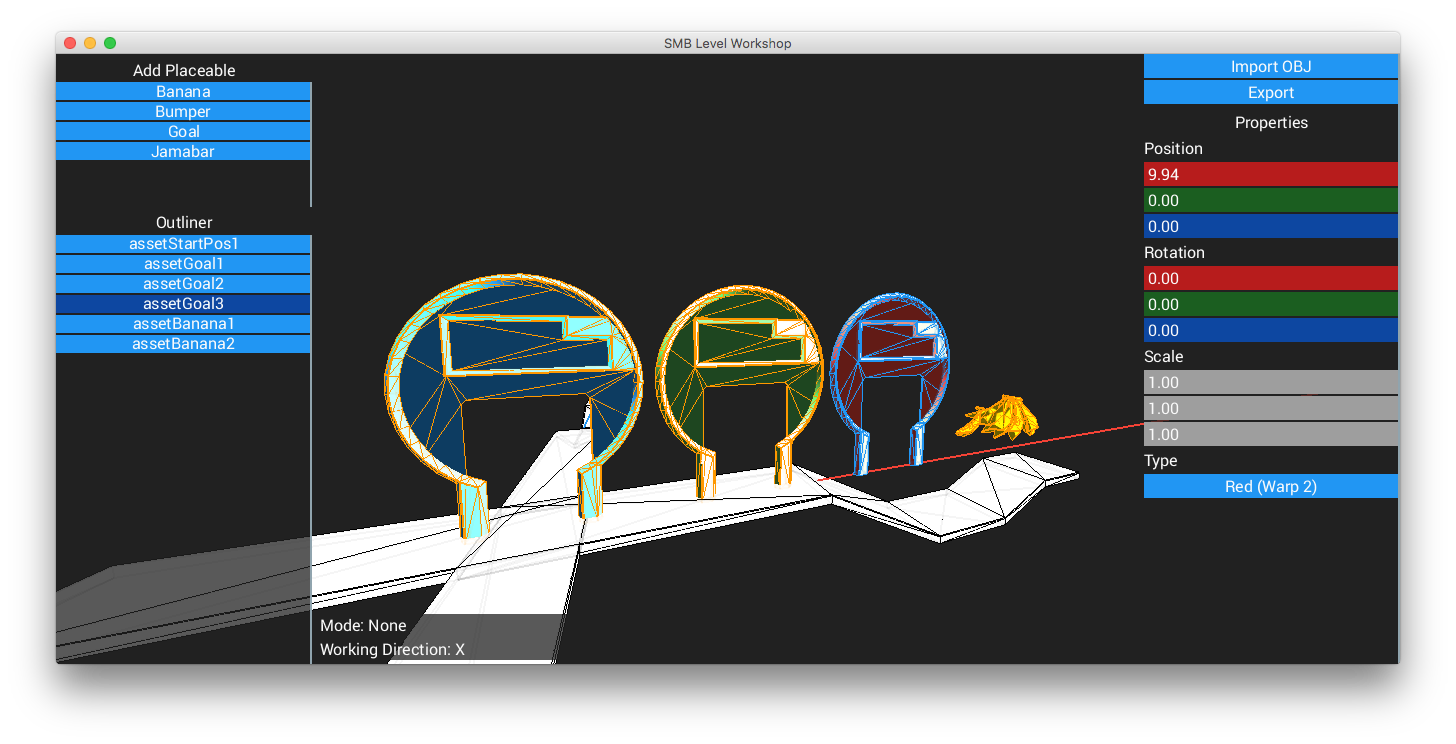 SMB Level Workshop
Add Placeable
Banana
Bumper
Goal
Jamabar
Outliner
assetStartPos1
assetGoal1
assetGoal2
assetGoal3
assetBanana1
assetBanana2
Mode: None
Working Direction: X
Import OBJ
Export
Properties
Position
9.94
0.00
0.00
Rotation
0.00
0.00
0.00
Scale
1.00
1.00
1.00
Type
Red (Warp 2)